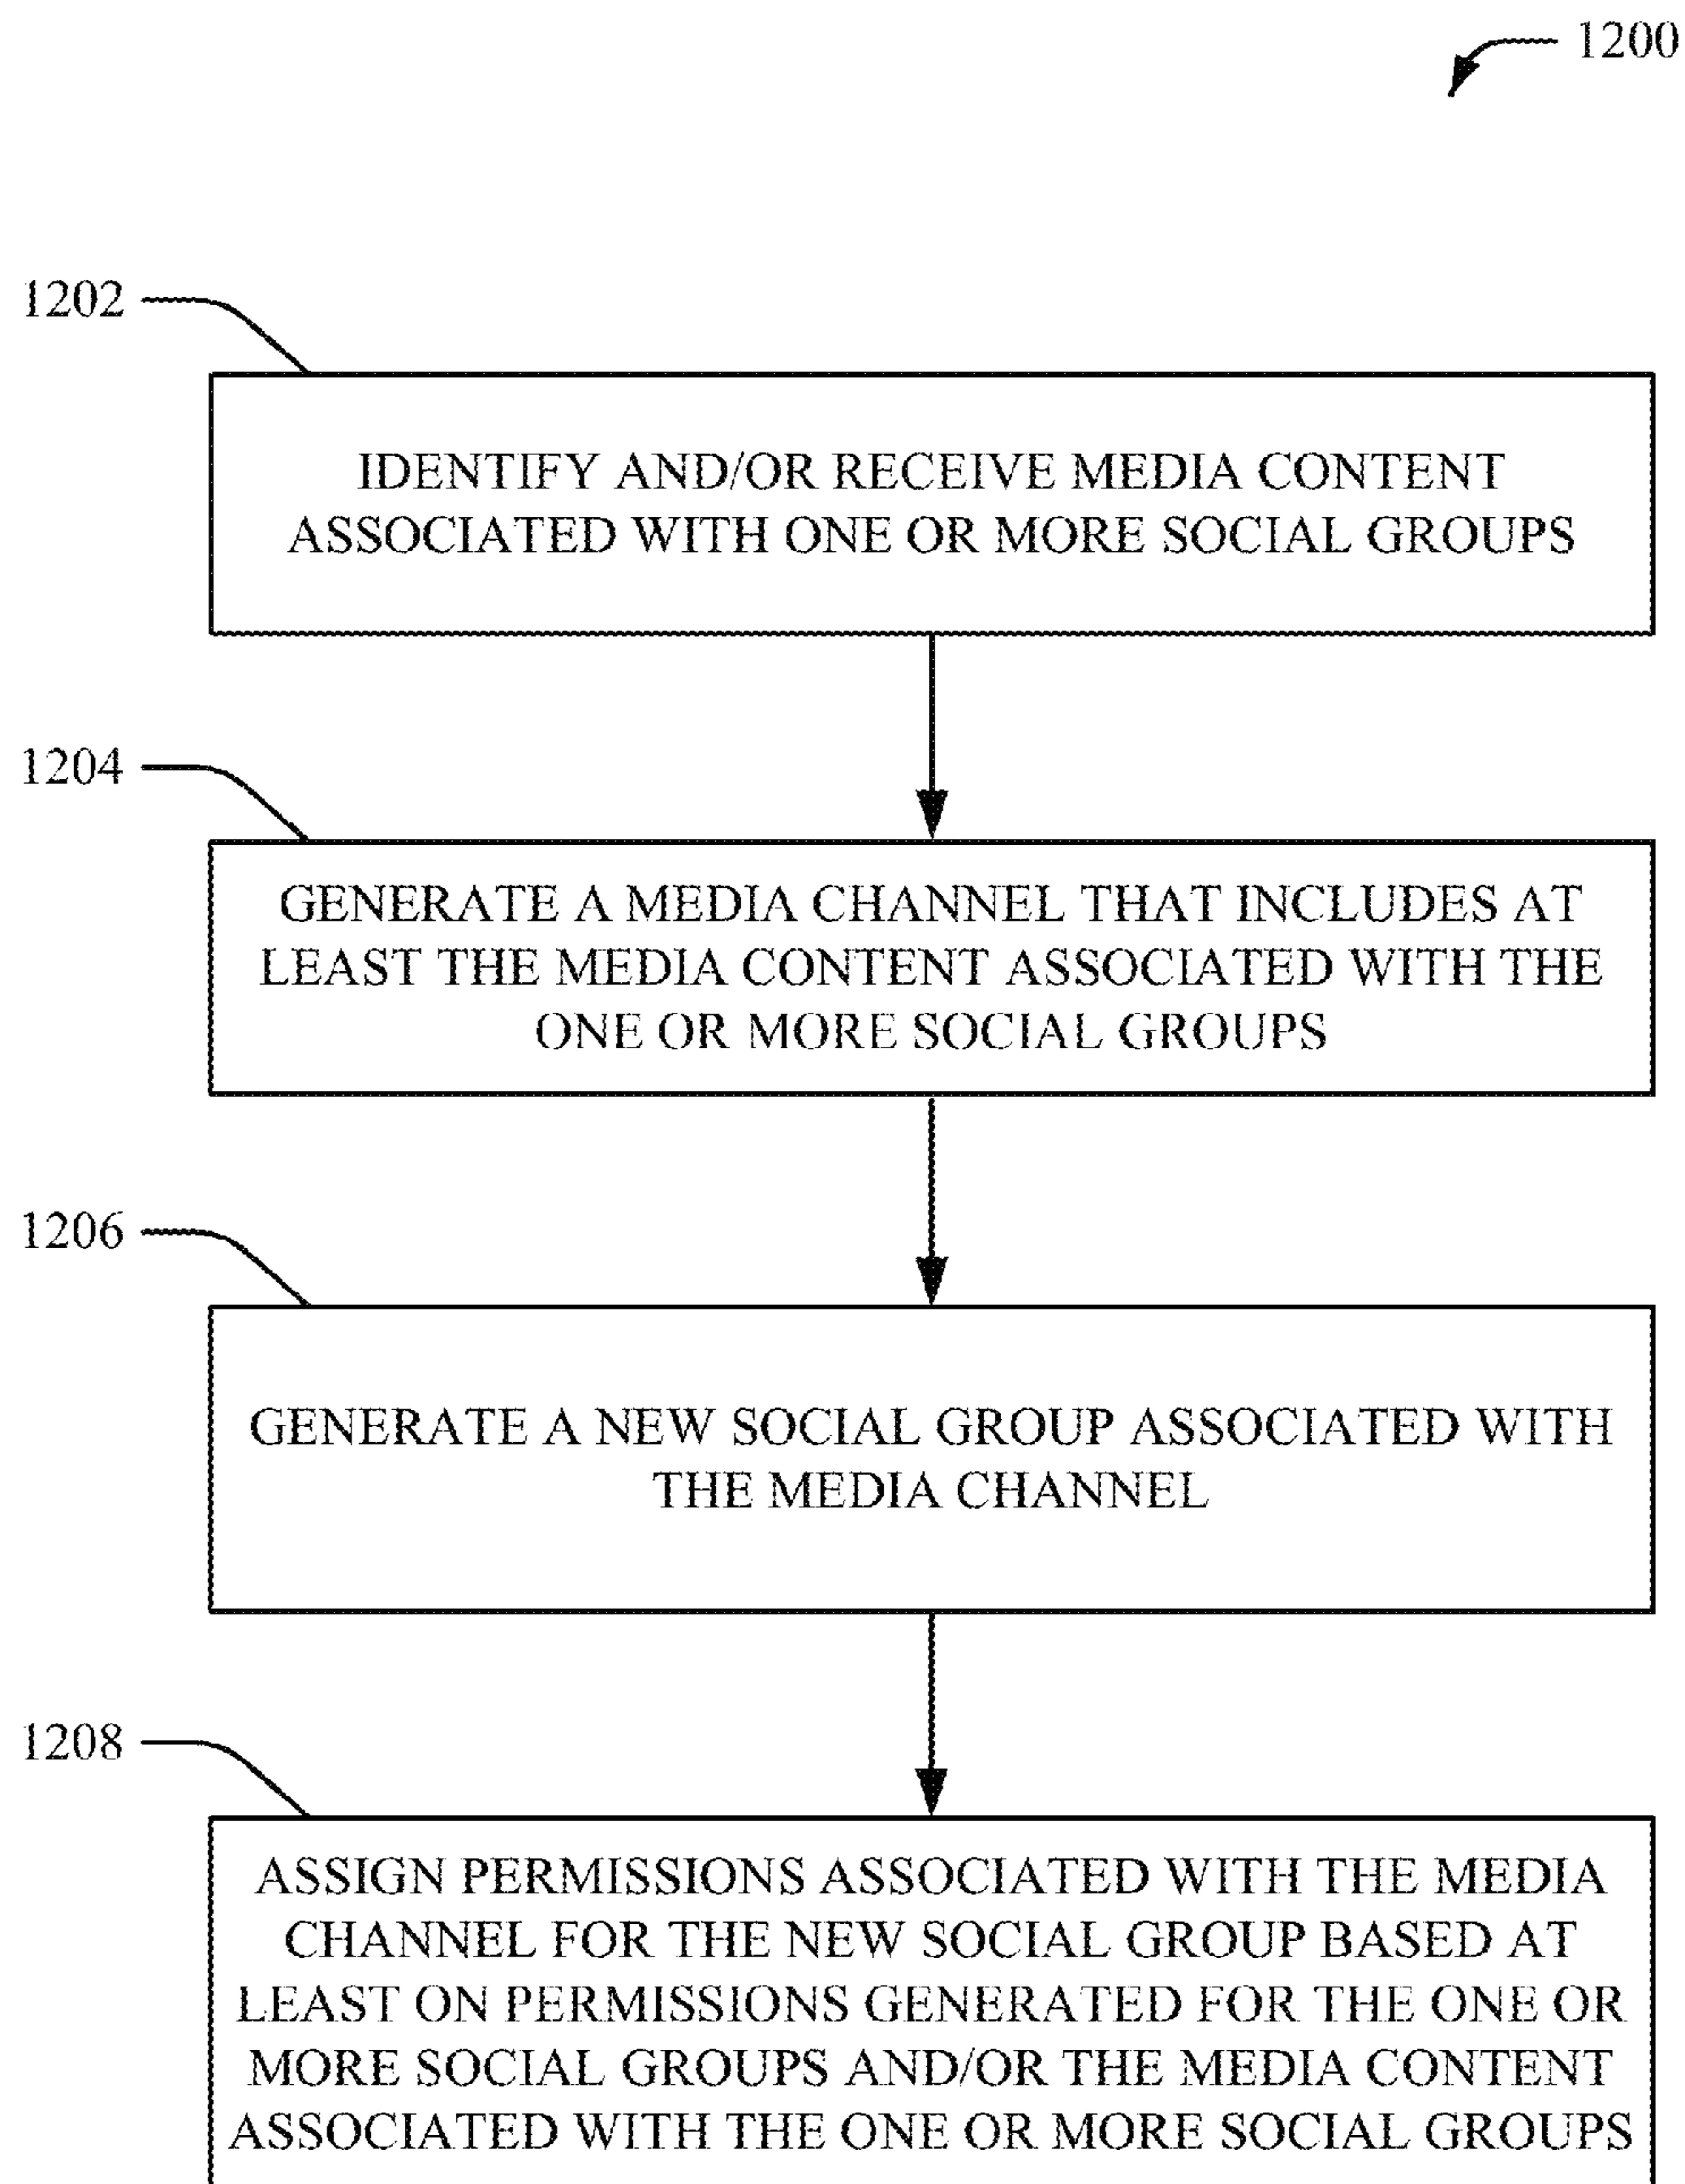 1200
1202
IDENTIFY AND/OR RECEIVE MEDIA CONTENT
ASSOCIATED WITH ONE OR MORE SOCIAL GROUPS
1204
GENERATE A MEDIA CHANNEL THAT INCLUDES AT
LEAST THE MEDIA CONTENT ASSOCIATED WITH THE
ONE OR MORE SOCIAL GROUPS
1206
GENERATE A NEW SOCIAL GROUP ASSOCIATED WITH
THE MEDIA CHANNEL
1208
ASSIGN PERMISSIONS ASSOCIATED WITH THE MEDIA
CHANNEL FOR THE NEW SOCIAL GROUP BASED AT
LEAST ON PERMISSIONS GENERATED FOR THE ONE OR
MORE SOCIAL GROUPS AND/OR THE MEDIA CONTENT
ASSOCIATED WITH THE ONE OR MORE SOCIAL GROUPS